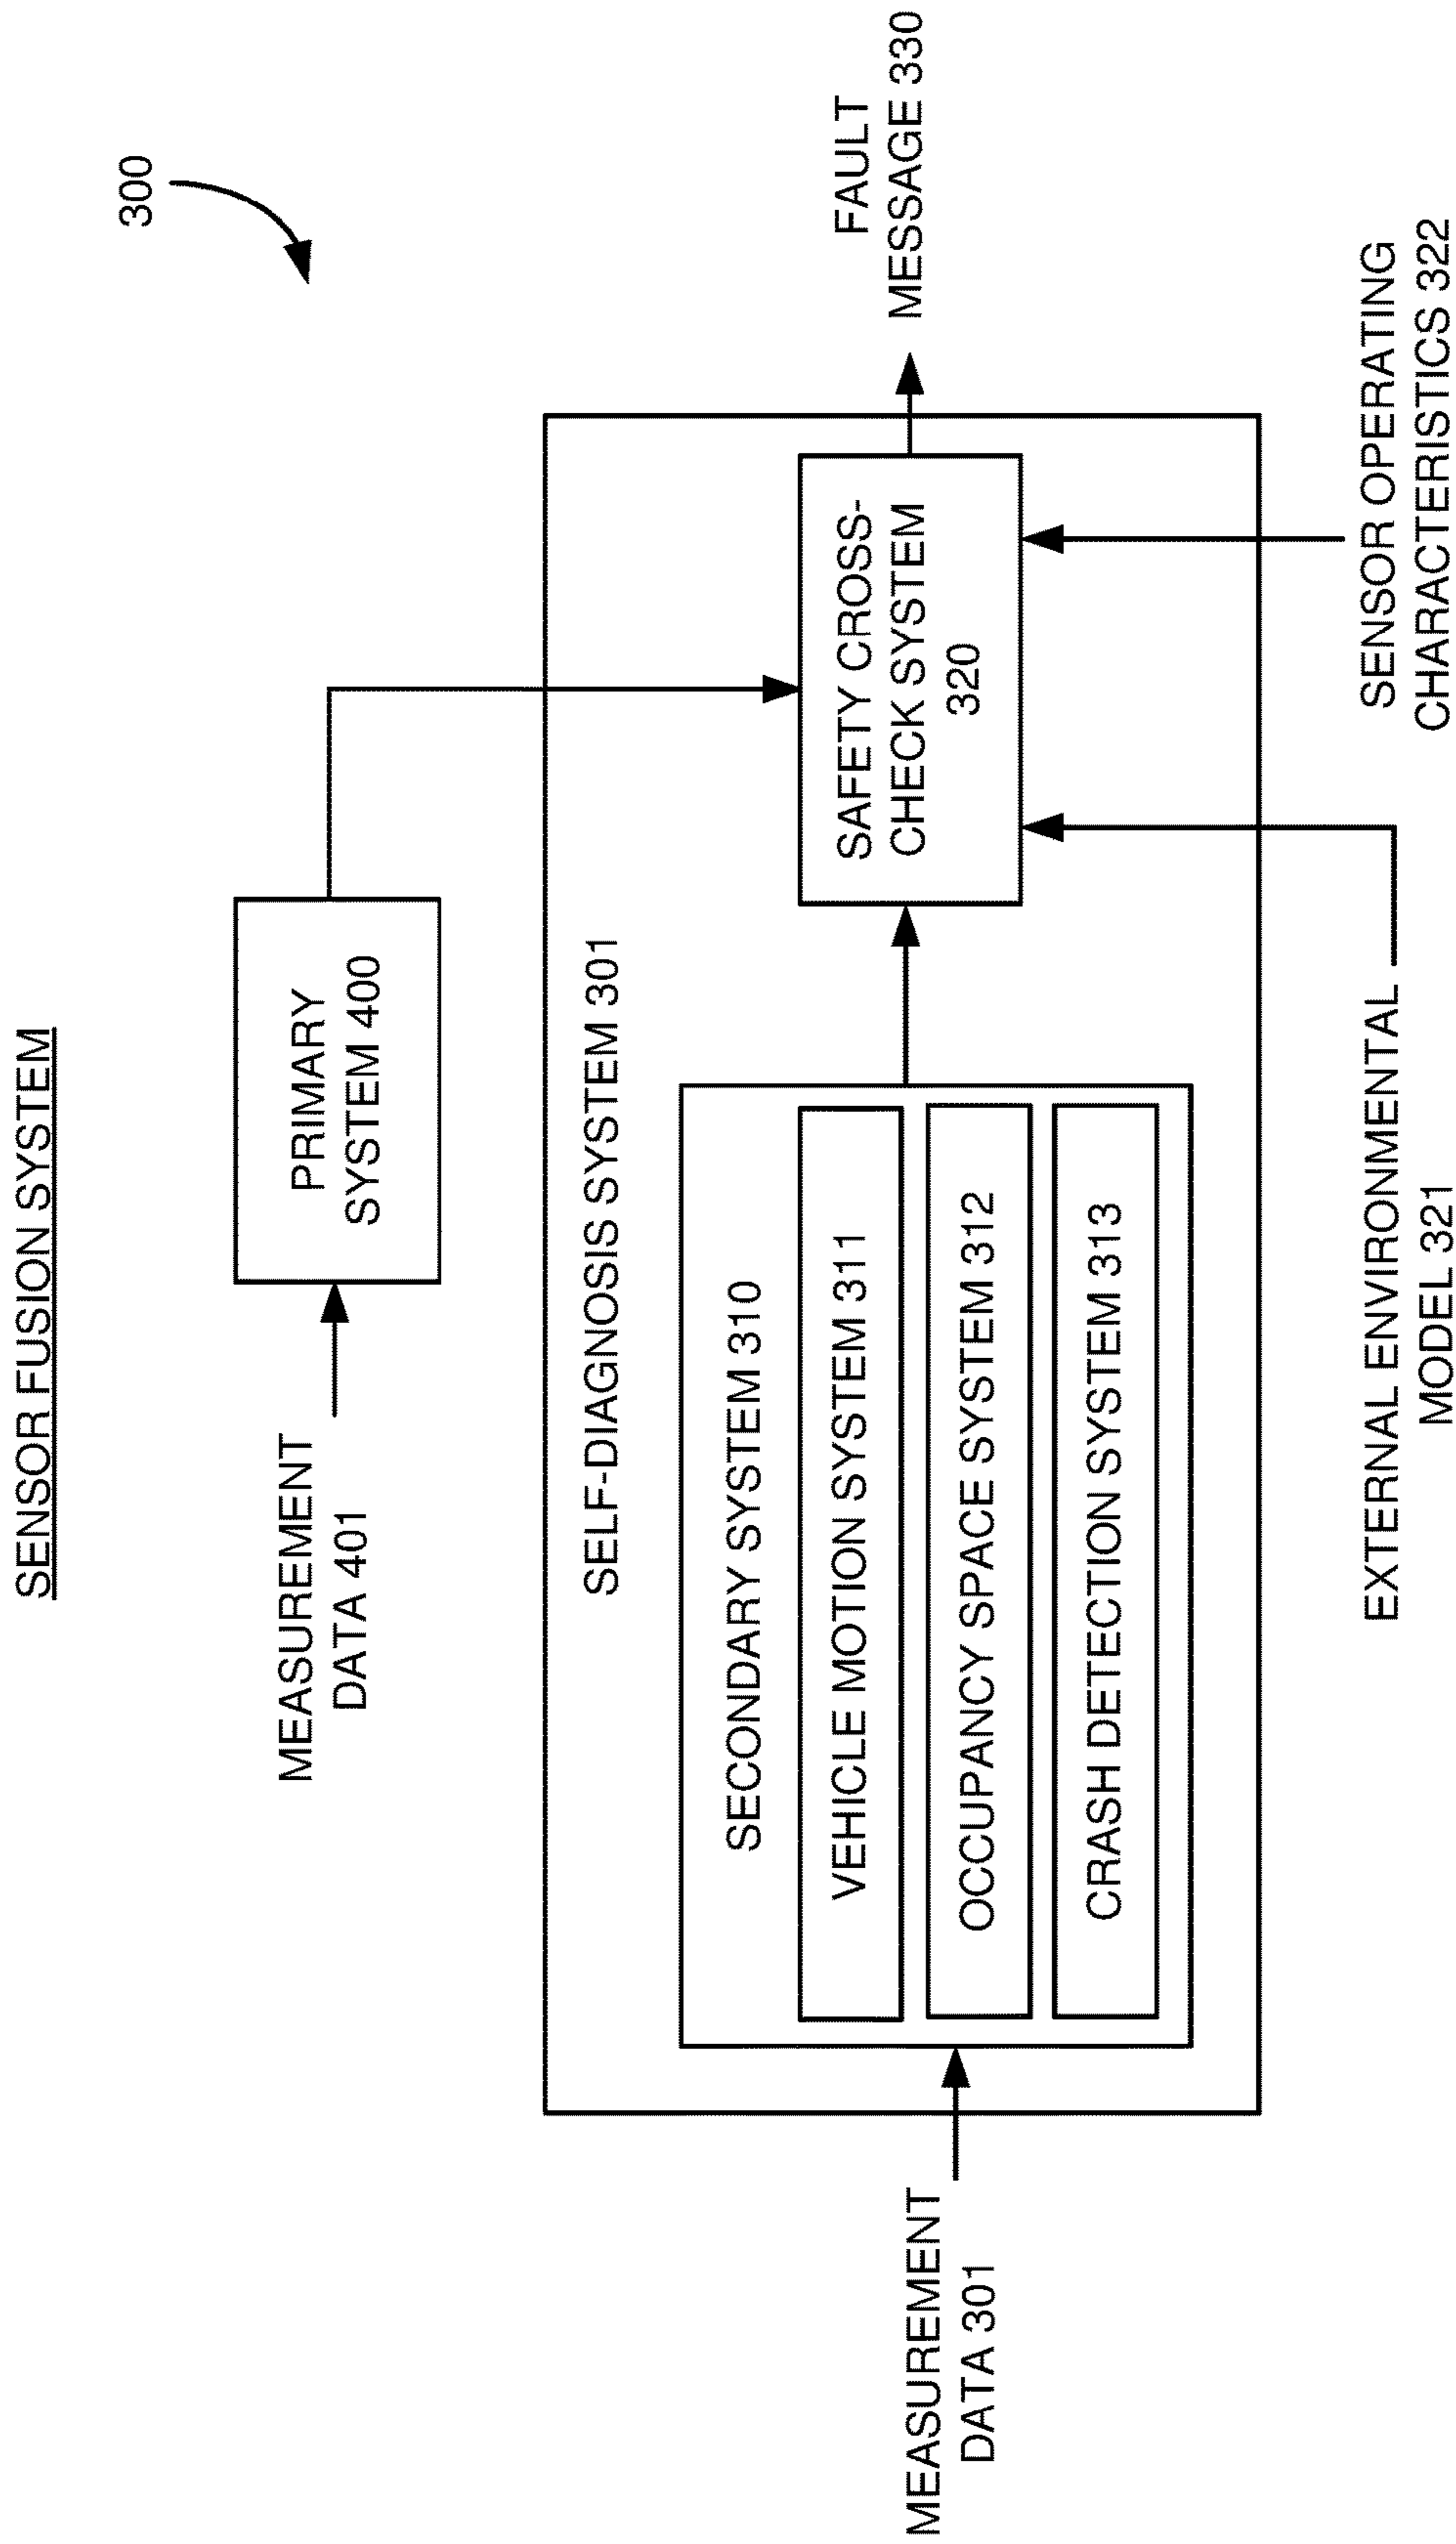 SENSOR FUSION SYSTEM
300
MEASUREMENT
DATA 401
PRIMARY
SYSTEM 400
SELF-DIAGNOSIS SYSTEM 301
SECONDARY SYSTEM 310
VEHICLE MOTION SYSTEM 311
OCCUPANCY SPACE SYSTEM 312
CRASH DETECTION SYSTEM 313
MEASUREMENT
DATA 301
SAFETY CROSS-
CHECK SYSTEM
320
FAULT
MESSAGE 330
EXTERNAL ENVIRONMENTAL
MODEL 321
SENSOR OPERATING
CHARACTERISTICS 322